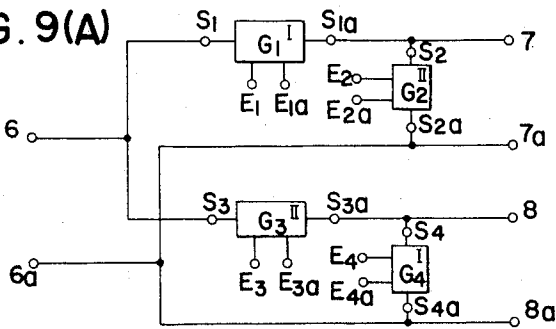 G. 9(A)
S1 G1 I S1a 7
S2
E2 G2 II
E2a
E1 E1a
S2a
6 7a
S3 G3 II S3a 8
S4
E4 G4 I
E4a
6a E3 E3a
S4a
8a